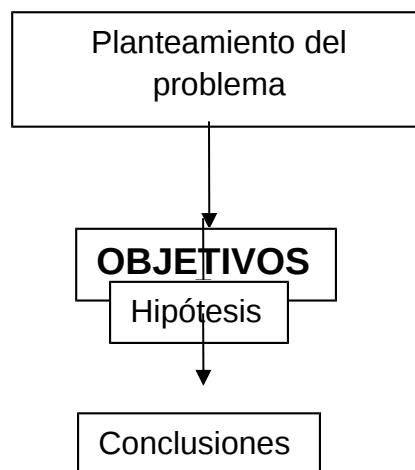 Planteamiento del
problema
OBJETIVOS
Hipótesis
Conclusiones